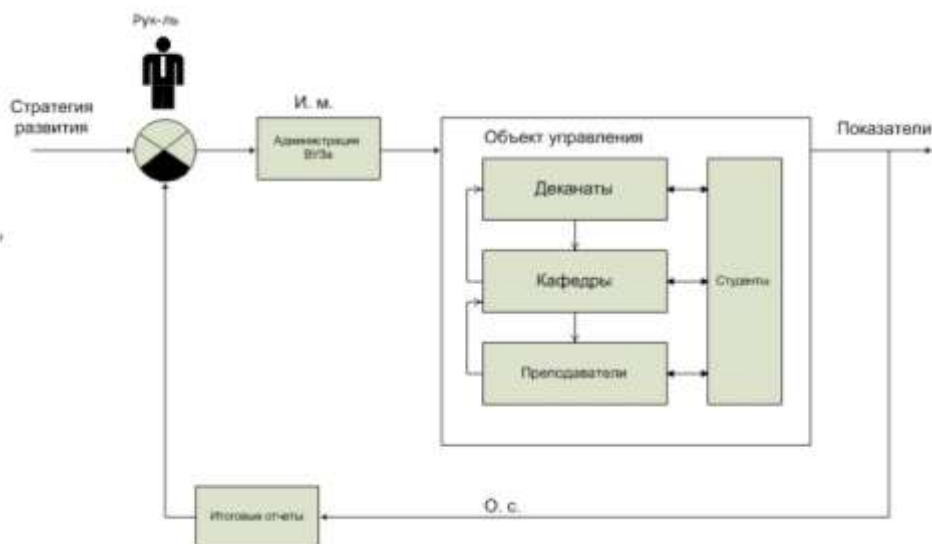 Рук-ль
Стратегия
развития
И. м.
Администрация
ВУЗа
Объект управления
Показатели
Деканаты
Кафедры
Студенты
Преподаватели
О. с.
Итоговые отчеты